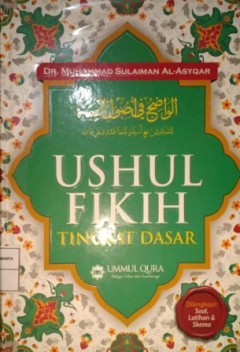 DR. MUHAMMAD SULAIMAN AL-ASYQAR
الواضح في أصول الفقه
للمبتدئين
USHUL
FIKIH
TINGKAT DASAR
UMMUL QURA
Dilengkapi
Soal,
Latihan &
Skema